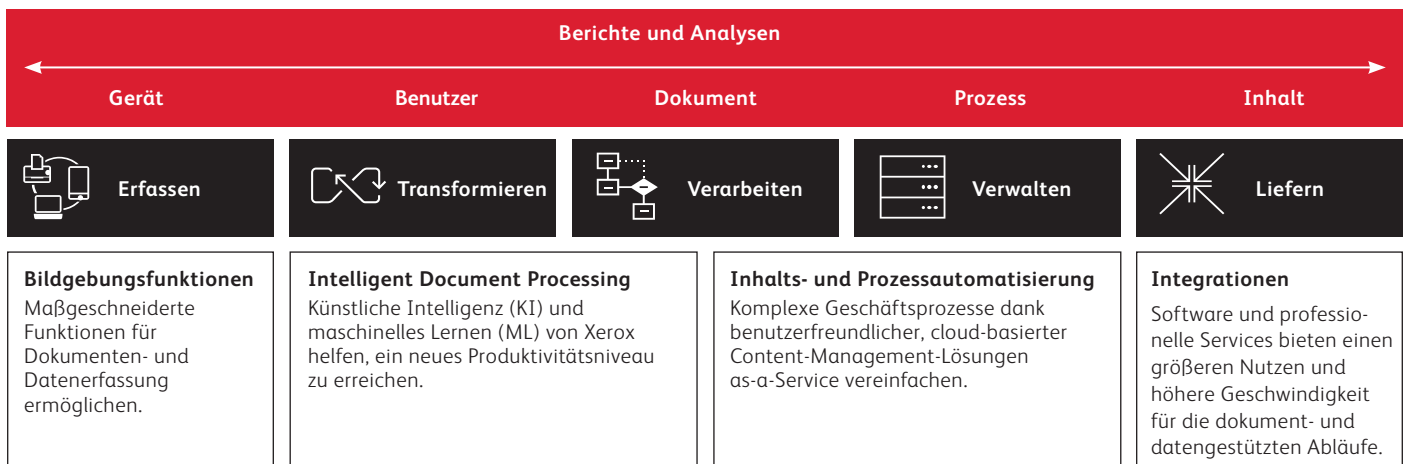 Berichte und Analysen
Gerät Benutzer Dokument Prozess Inhalt
Erfassen Transformieren Verarbeiten Verwalten Liefern
Bildgebungsfunktionen
Maßgeschneiderte
Funktionen für
Dokumenten- und
Datenerfassung
ermöglichen.
Intelligent Document Processing
Künstliche Intelligenz (KI) und
maschinelles Lernen (ML) von Xerox
helfen, ein neues Produktivitätsniveau
zu erreichen.
Inhalts- und Prozessautomatisierung
Komplexe Geschäftsprozesse dank
benutzerfreundlicher, cloud-basierter
Content-Management-Lösungen
as-a-Service vereinfachen.
Integrationen
Software und professio-
nelle Services bieten einen
größeren Nutzen und
höhere Geschwindigkeit
für die dokument- und
datengestützten Abläufe.